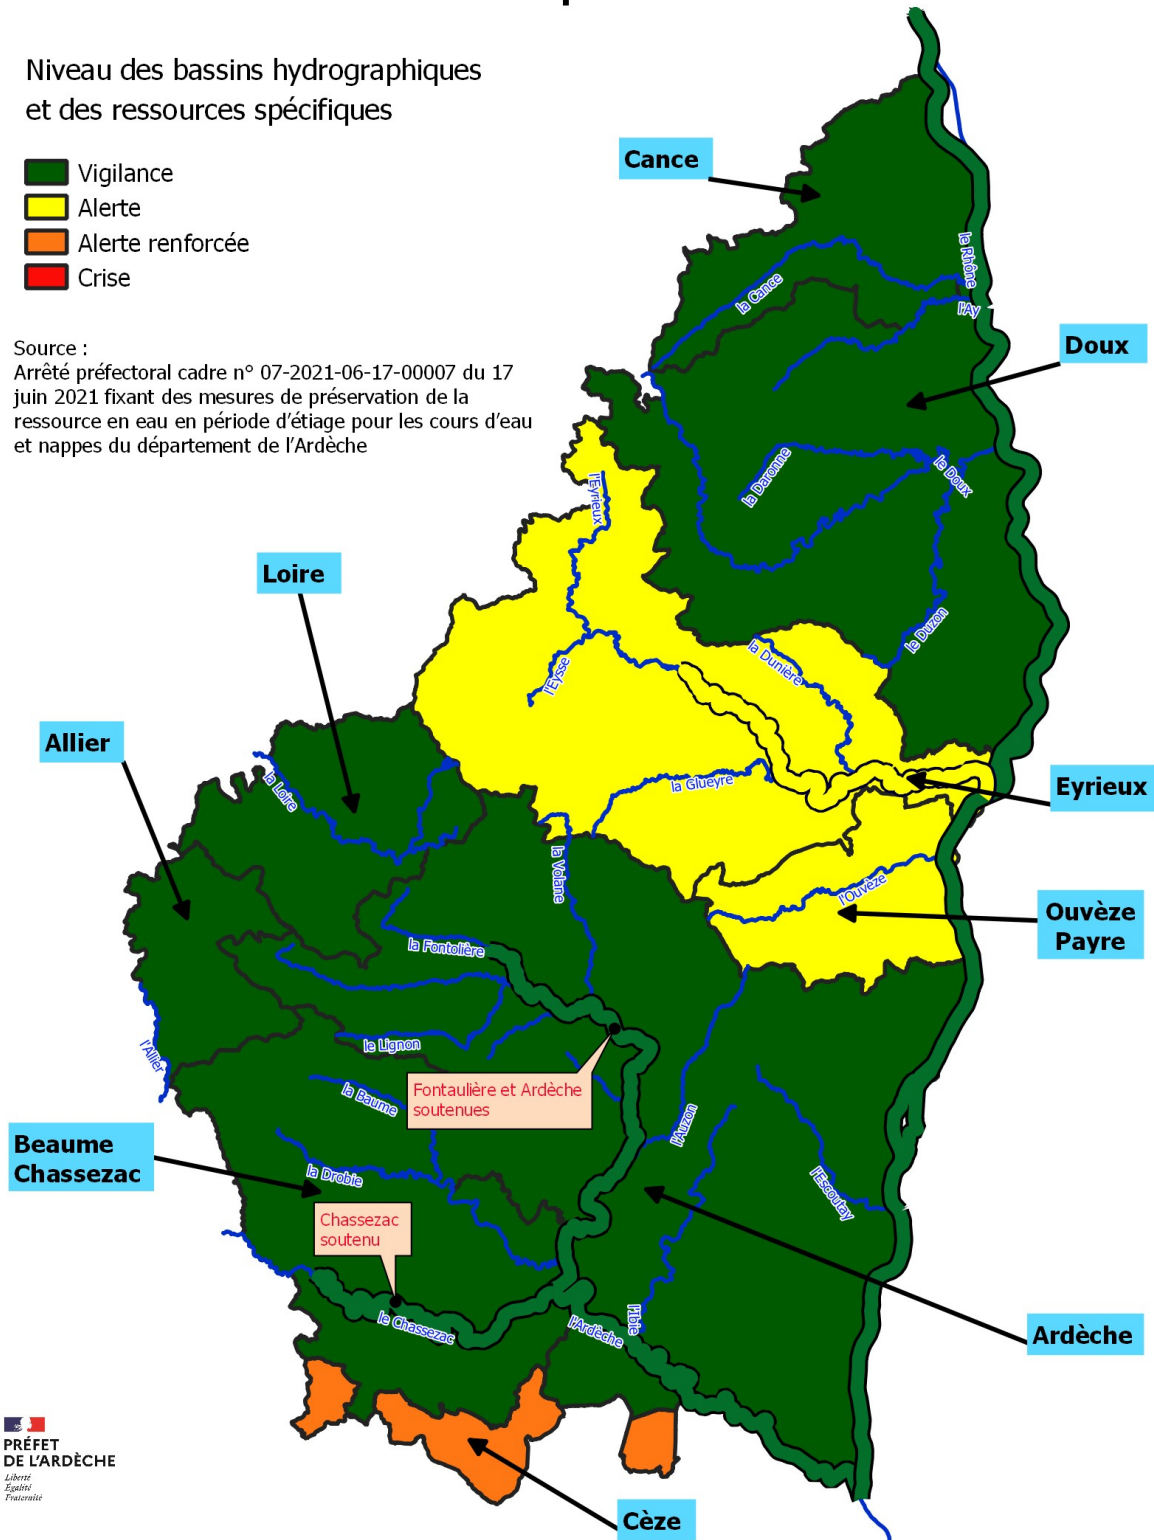 Niveau des bassins hydrographiques
et des ressources spécifiques
Vigilance
Alerte
Alerte renforcée
Crise
Source :
Arrêté préfectoral cadre n° 07-2021-06-17-00007 du 17
juin 2021 fixant des mesures de préservation de la
ressource en eau en période d'étiage pour les cours d'eau
et nappes du département de l'Ardèche
Cance
le Rhône
la Cance
l'Ay
Doux
la Daronne
le Doux
l'Eyrieux
Loire
le Duzon
la Dunière
l'Eysse
Allier
la Loire
la Glueyre
Eyrieux
la Volane
l'Ouvèze
Ouvèze
Payre
la Fontolière
l'Allier
le Lignon
Fontaulière et Ardèche
soutenues
la Baume
l'Auzon
Beaume
Chassezac
la Drobie
l'Escoutay
Chassezac
soutenu
le Chassezac
l'Ardèche
l'Ibie
Ardèche
PRÉFET
DE L'ARDÈCHE
Liberté
Égalité
Fraternité
Cèze